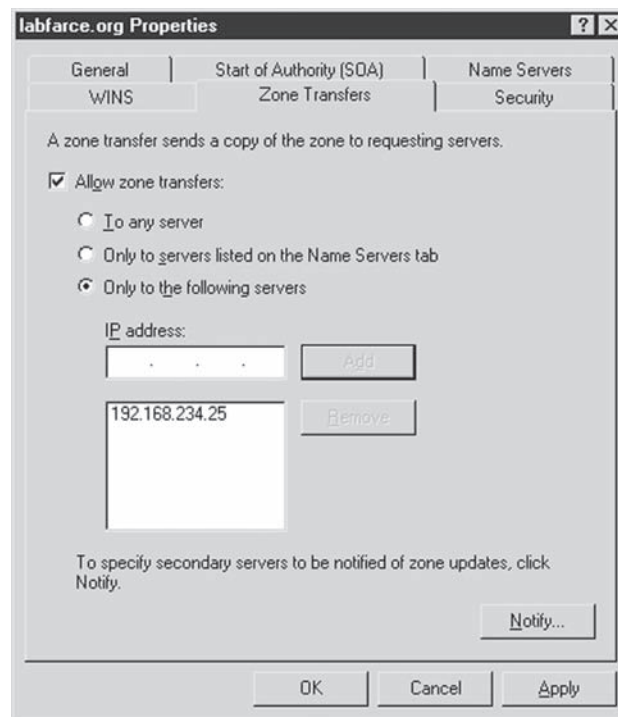 labfarce.org Properties
General
Start of Authority (SOA)
Name Servers
WINS
Zone Transfers
Security
A zone transfer sends a copy of the zone to requesting servers.
Allow zone transfers:
To any server
Only to servers listed on the Name Servers tab
Only to the following servers
IP address:
. . .
Add
192.168.234.25
Remove
To specify secondary servers to be notified of zone updates, click
Notify.
Notify...
OK
Cancel
Apply